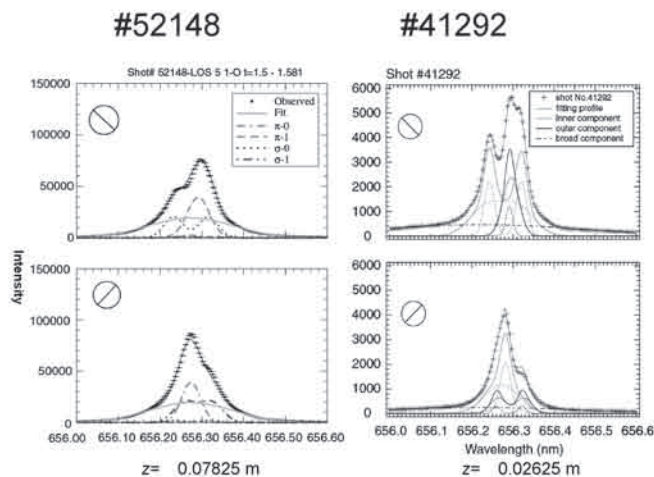 #52148 #41292
Shot# 52148-LOS 5 1-O t=1.5 - 1.581
Shot #41292
150000
100000
50000
0
Observed
Fit
π-0
π-1
σ-0
σ-1
6000
5000
4000
3000
2000
1000
0
shot No.41292
fitting profile
inner component
outer component
broad component
Intensity
150000
100000
50000
0
656.00 656.10 656.20 656.30 656.40 656.50 656.60
6000
5000
4000
3000
2000
1000
0
656.0 656.1 656.2 656.3 656.4 656.5 656.6
Wavelength (nm)
z= 0.07825 m
z= 0.02625 m